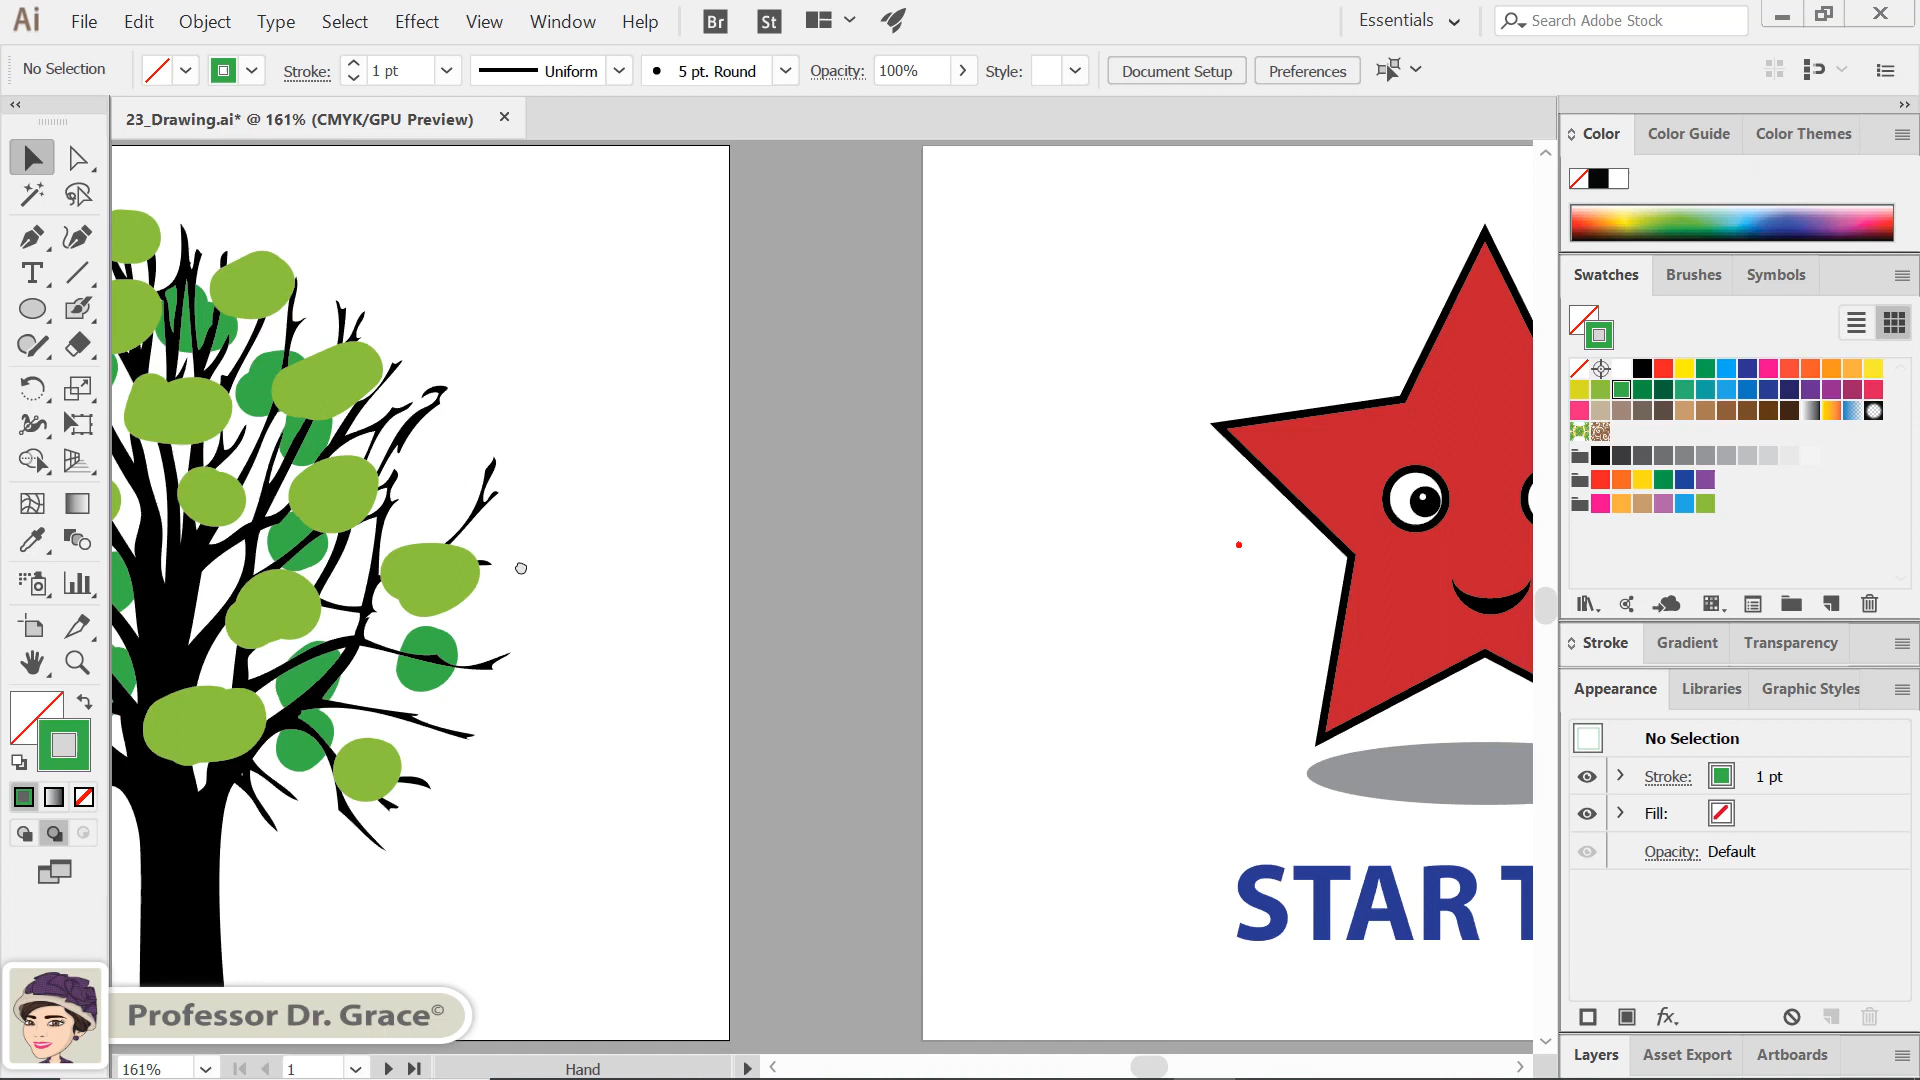 Ai File Edit Object Type Select Effect View Window Help Br St Essentials Search Adobe Stock
No Selection Stroke: 1 pt Uniform 5 pt. Round Opacity: 100% Style: Document Setup Preferences
23_Drawing.ai* @ 161% (CMYK/GPU Preview)
Color Color Guide Color Themes
Swatches Brushes Symbols
Stroke Gradient Transparency
Appearance Libraries Graphic Styles
No Selection
Stroke: 1 pt
Fill:
Opacity: Default
fx
Layers Asset Export Artboards
STAR T
Professor Dr. Grace©
161% 1 Hand